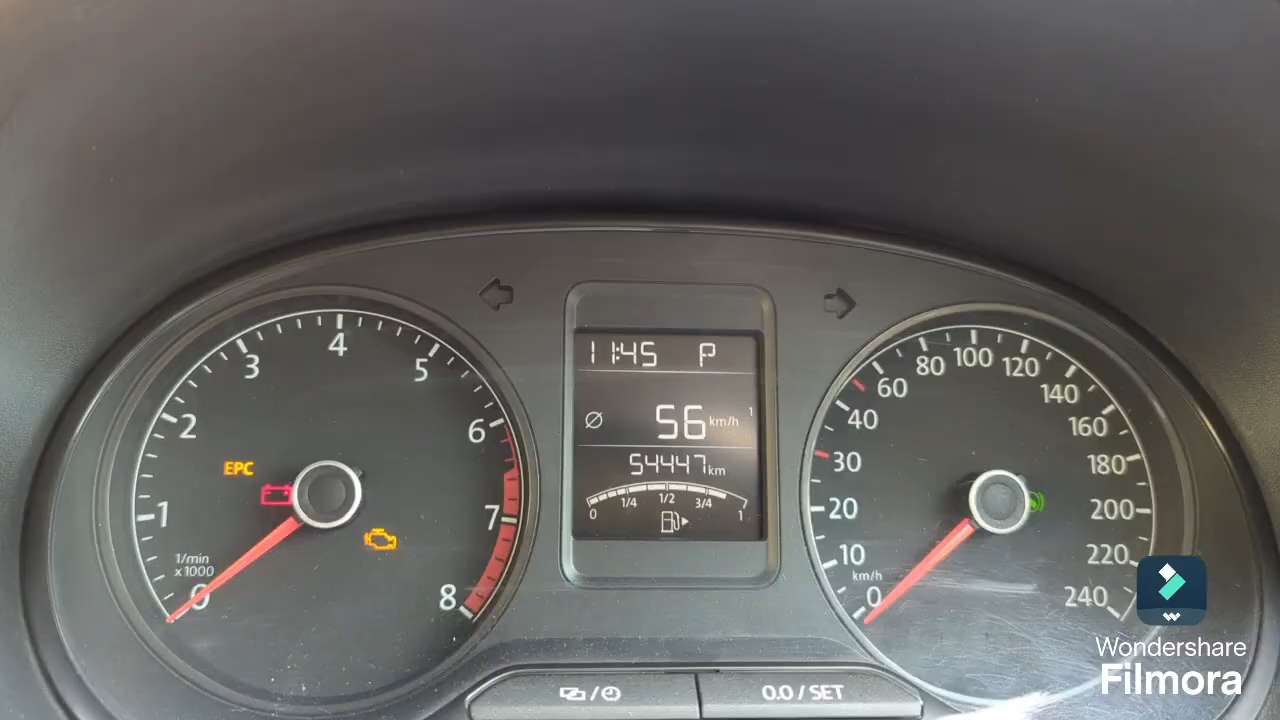 EPC
1/min
x1000
0
1
2
3
4
5
6
7
8
11:45 P
Ø 56 km/h 1
54447 km
0 1/4 1/2 3/4 1
0
10
20
30
40
60
80
100
120
140
160
180
200
220
240
km/h
0.0 / SET
Wondershare
Filmora